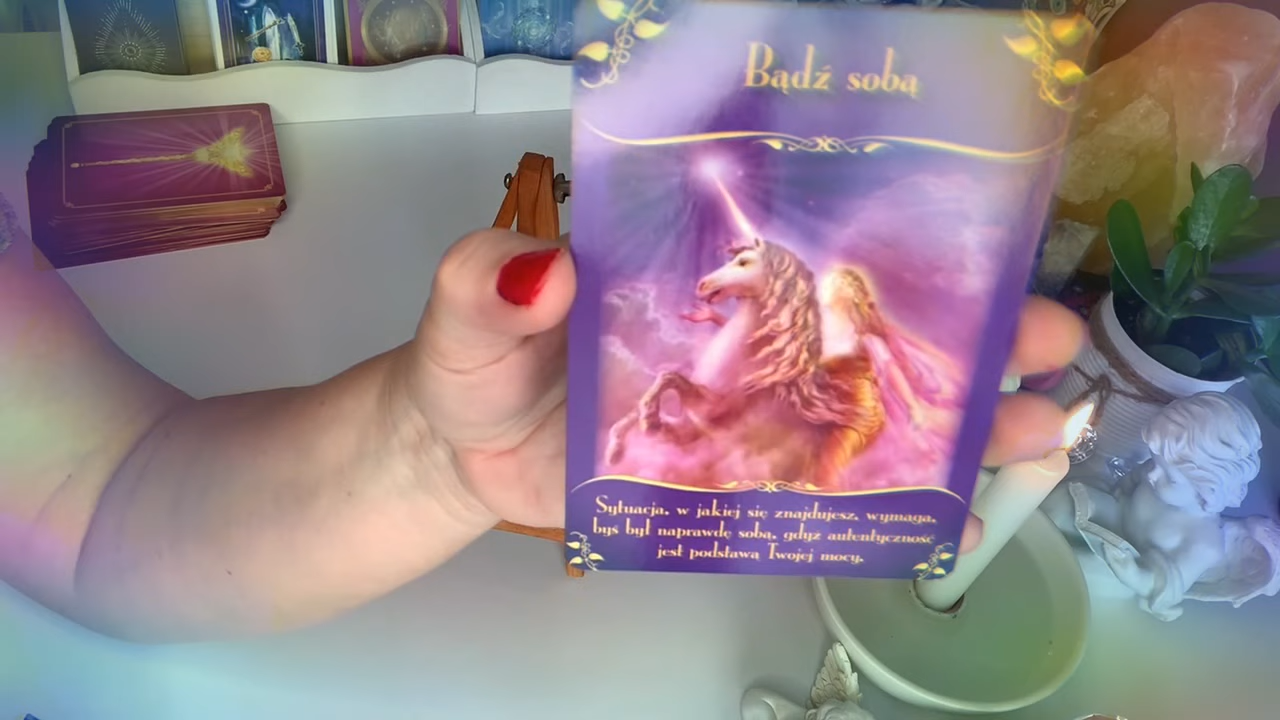 Bądź sobą
Sytuacja, w jakiej się znajdujesz, wymaga,
byś był naprawdę sobą, gdyż autentyczność
jest podstawą Twojej mocy.